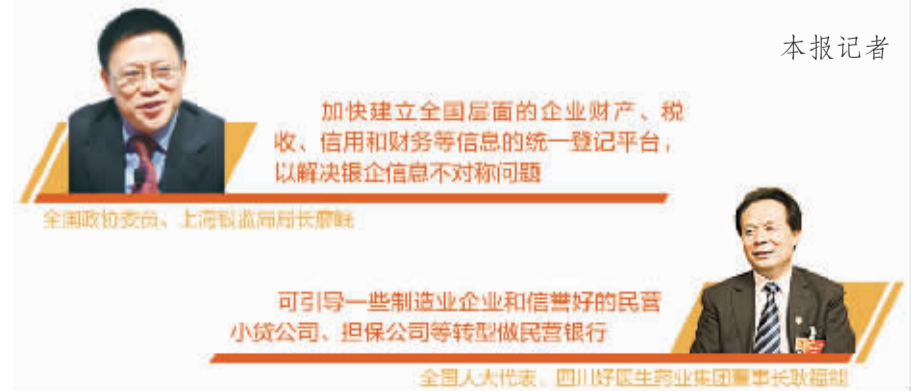 本报记者
加快建立全国层面的企业财产、税
收、信用和财务等信息的统一登记平台，
以解决银企信息不对称问题
全国政协委员、上海银监局局长廖岷
可引导一些制造业企业和信誉好的民营
小贷公司、担保公司等转型做民营银行
全国人大代表、四川好医生药业集团董事长耿福能